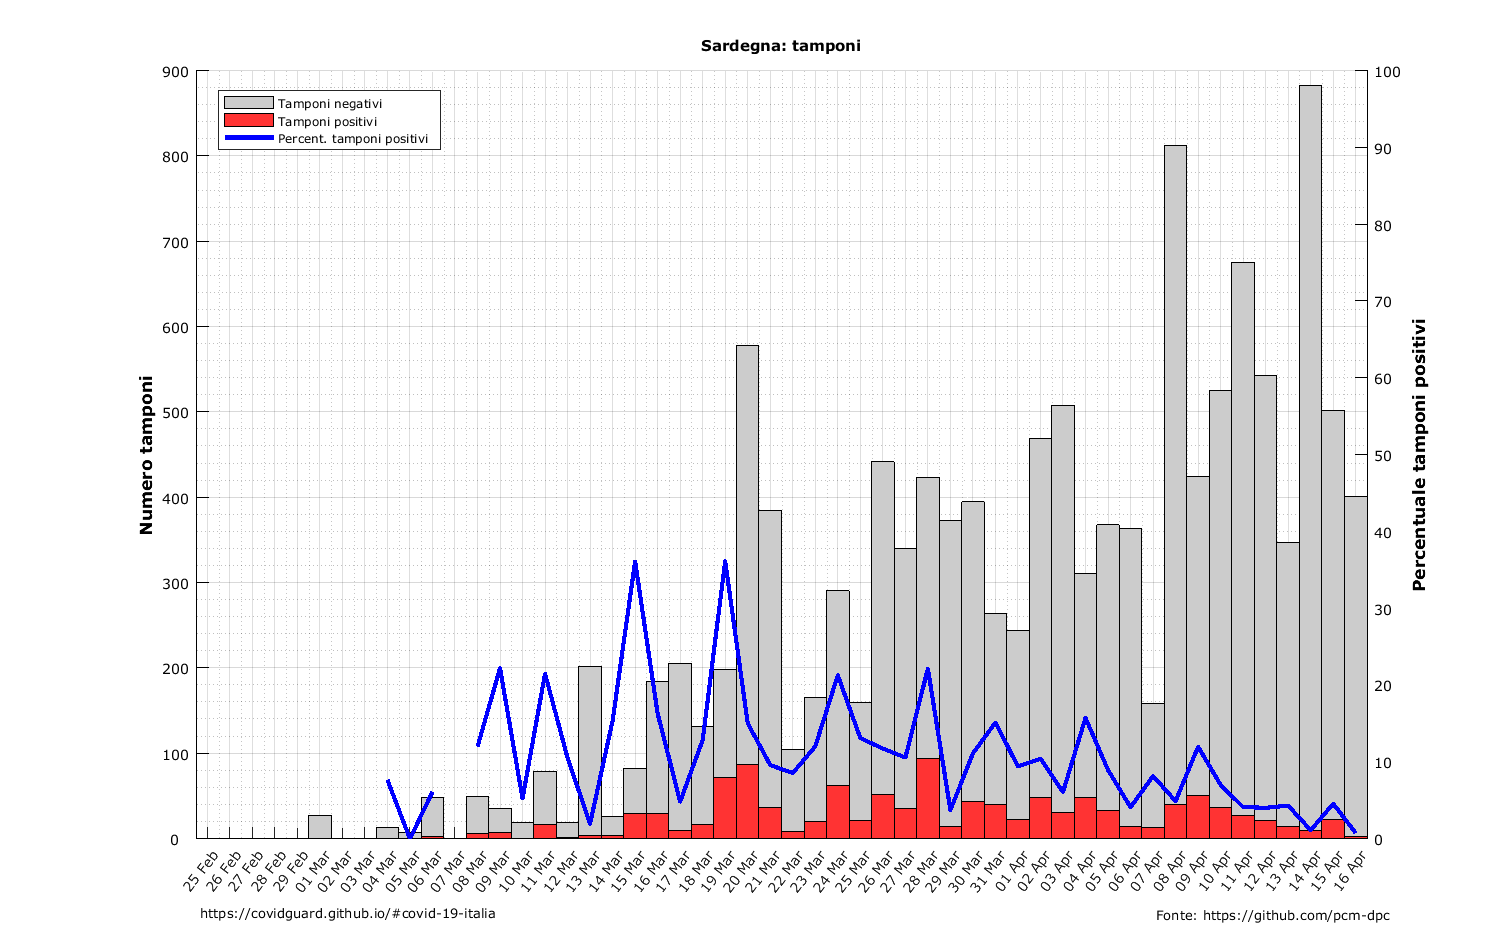 Sardegna: tamponi
Tamponi negativi
Tamponi positivi
Percent. tamponi positivi
Numero tamponi
900
800
700
600
500
400
300
200
100
0
100
90
80
70
60
50
40
30
20
10
0
Percentuale tamponi positivi
25 Feb
26 Feb
27 Feb
28 Feb
29 Feb
01 Mar
02 Mar
03 Mar
04 Mar
05 Mar
06 Mar
07 Mar
08 Mar
09 Mar
10 Mar
11 Mar
12 Mar
13 Mar
14 Mar
15 Mar
16 Mar
17 Mar
18 Mar
19 Mar
20 Mar
21 Mar
22 Mar
23 Mar
24 Mar
25 Mar
26 Mar
27 Mar
28 Mar
29 Mar
30 Mar
31 Mar
01 Apr
02 Apr
03 Apr
04 Apr
05 Apr
06 Apr
07 Apr
08 Apr
09 Apr
10 Apr
11 Apr
12 Apr
13 Apr
14 Apr
15 Apr
16 Apr
https://covidguard.github.io/#covid-19-italia
Fonte: https://github.com/pcm-dpc